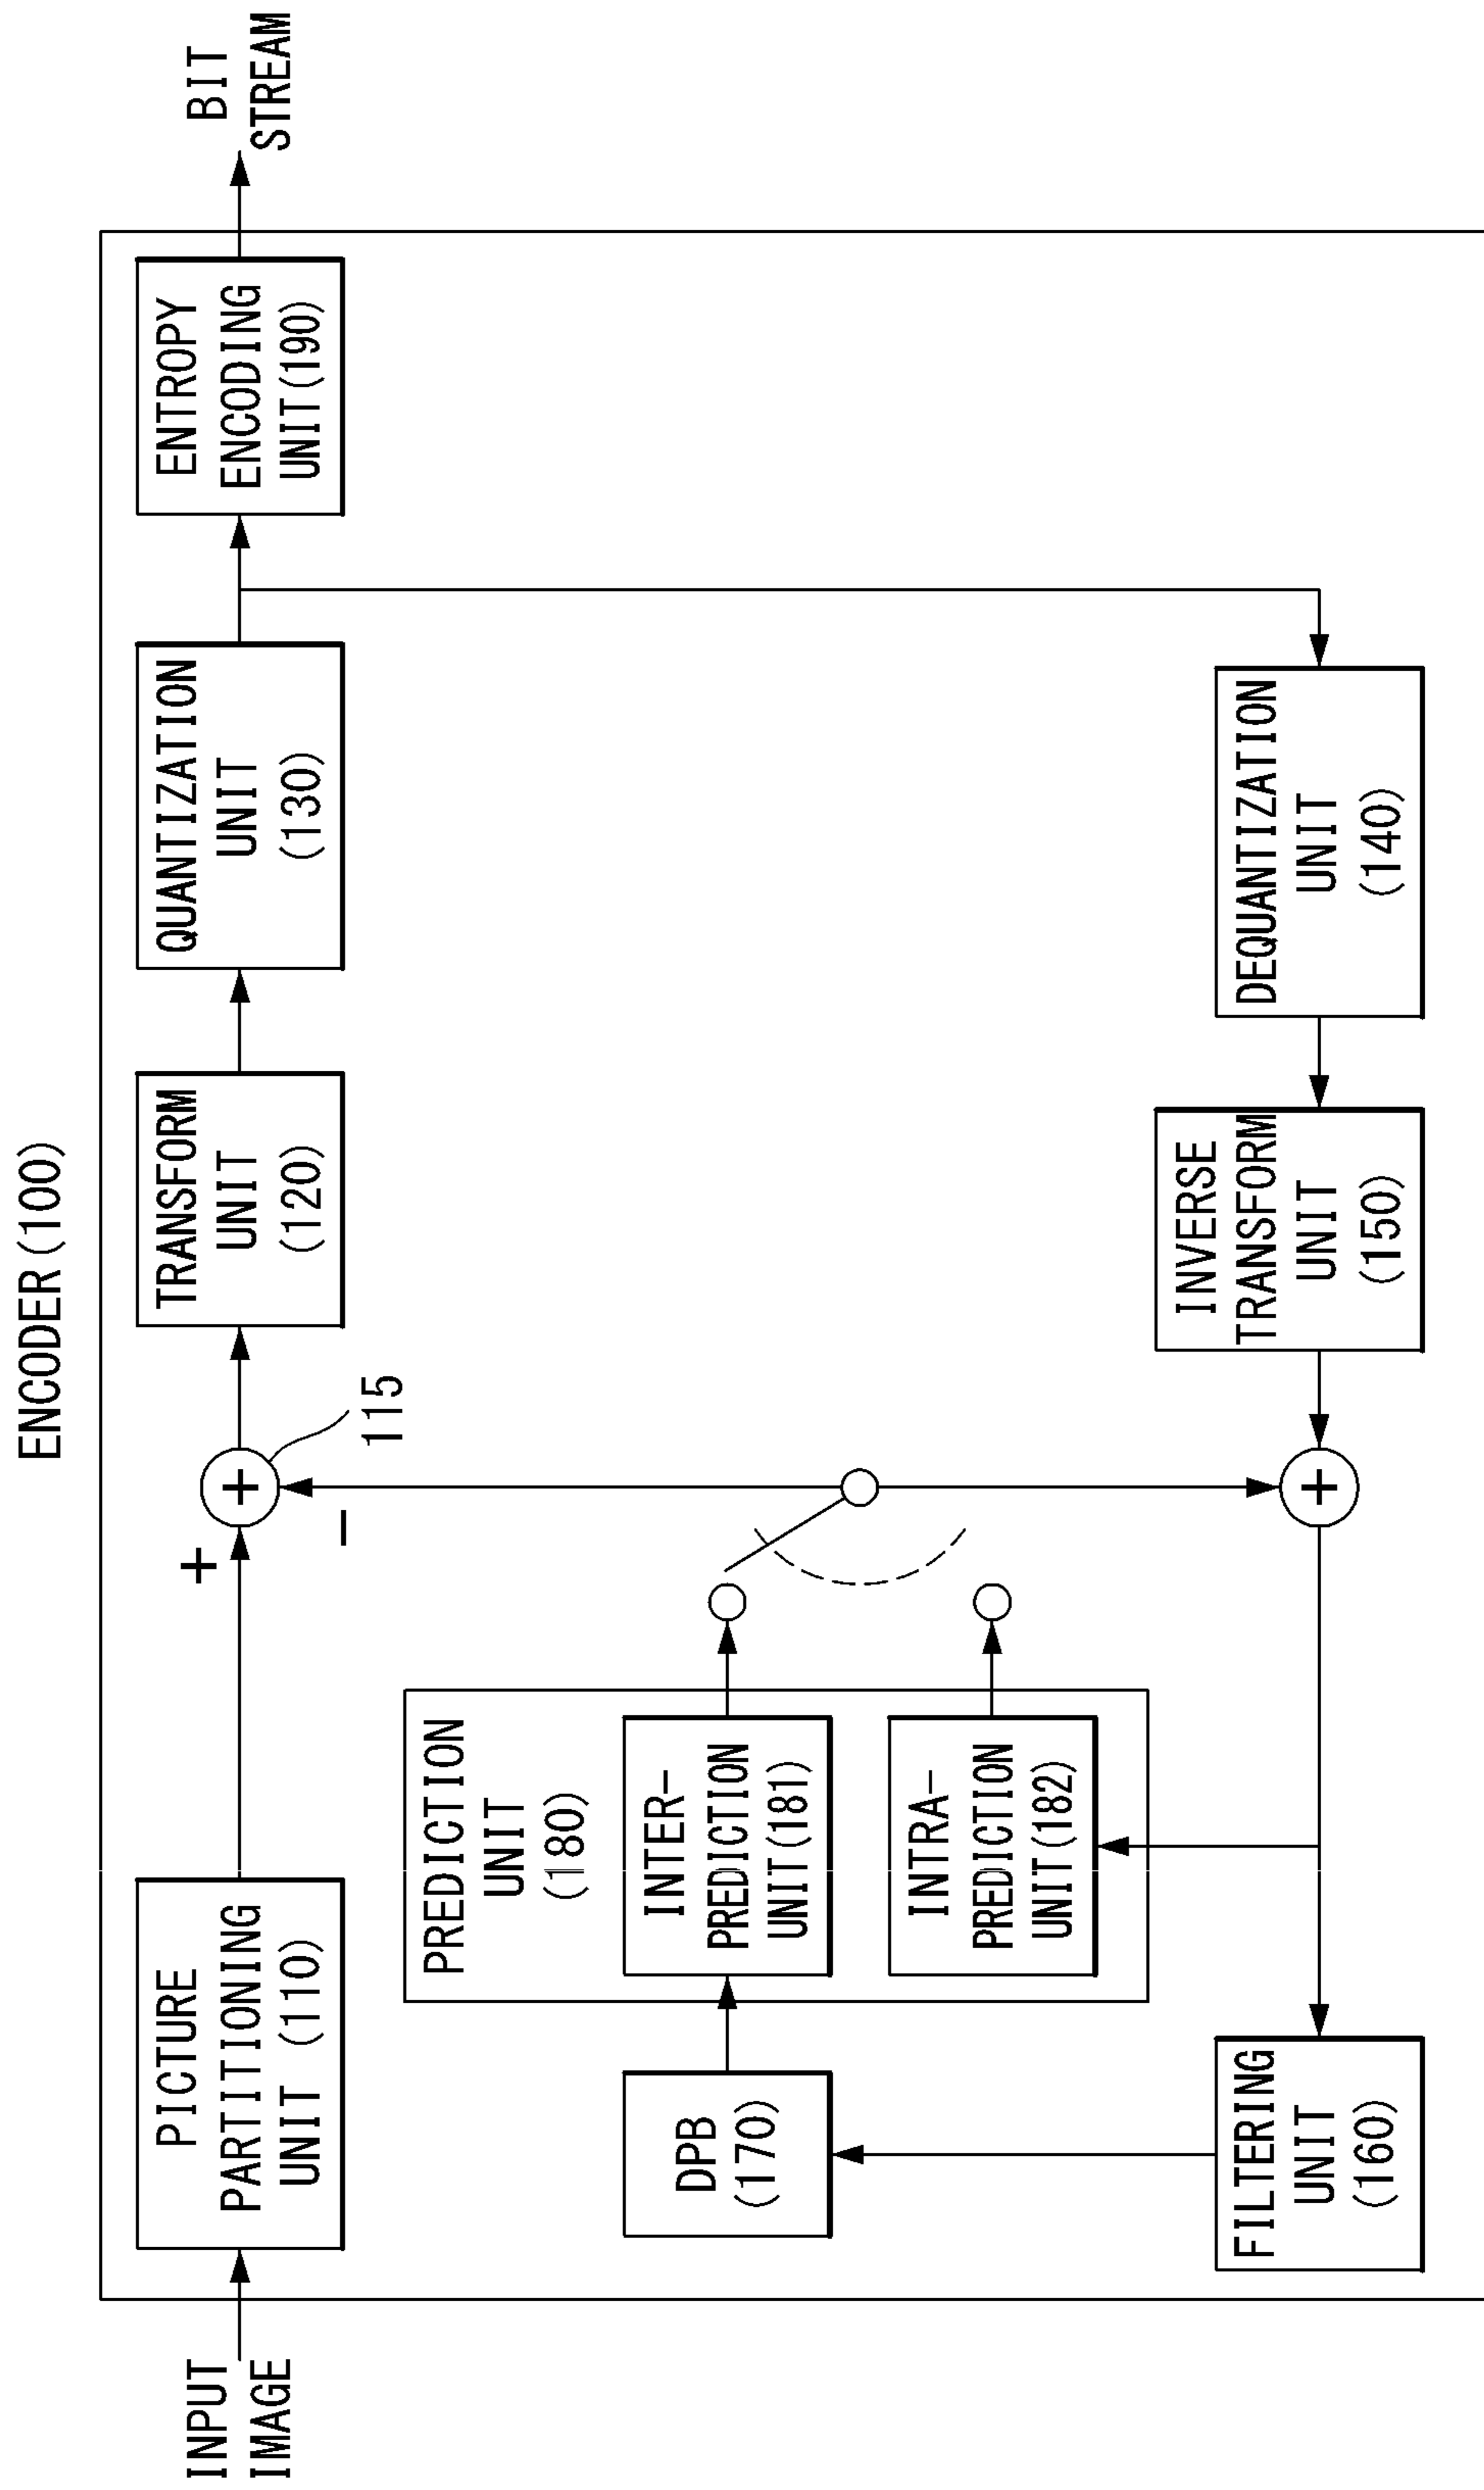 ENCODER(100)
INPUT
IMAGE
PICTURE
PARTITIONING
UNIT (110)
+
−
+
115
TRANSFORM
UNIT
(120)
QUANTIZATION
UNIT
(130)
ENTROPY
ENCODING
UNIT(190)
BIT
STREAM
PREDICTION
UNIT
(180)
INTER-
PREDICTION
UNIT(181)
INTRA-
PREDICTION
UNIT(182)
DPB
(170)
FILTERING
UNIT
(160)
+
INVERSE
TRANSFORM
UNIT
(150)
DEQUANTIZATION
UNIT
(140)